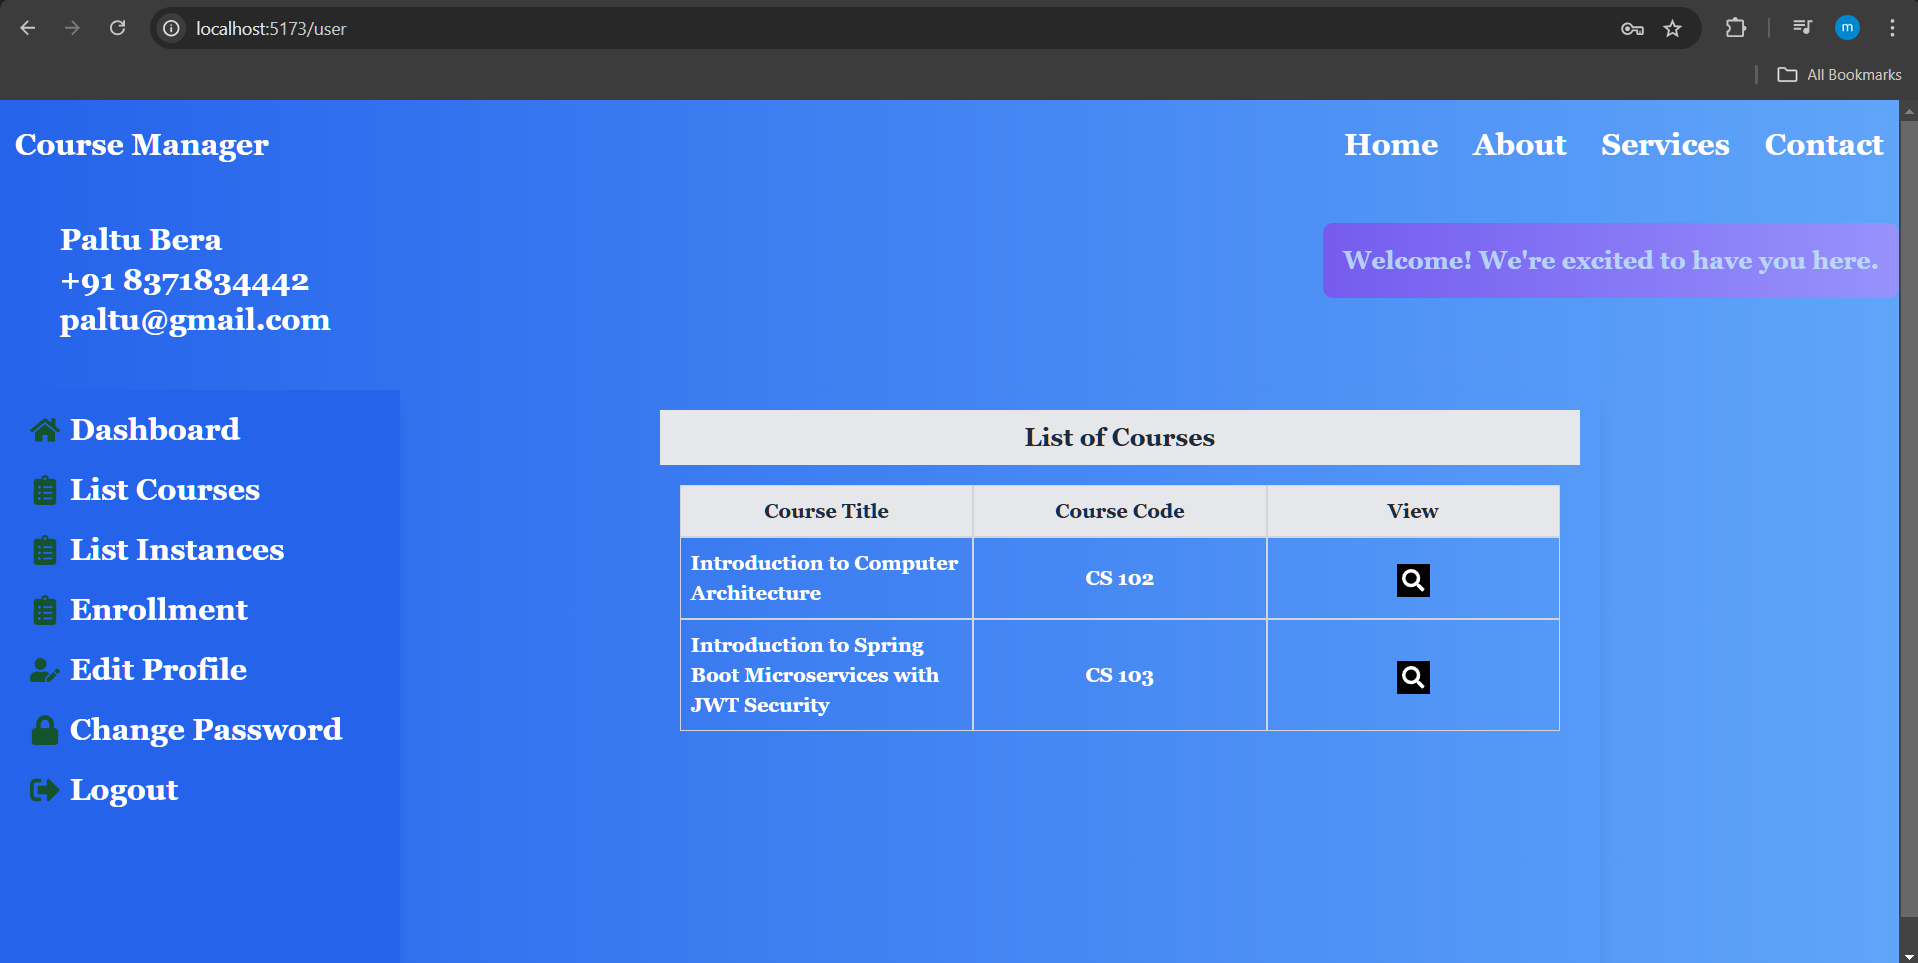 localhost:5173/user
m
All Bookmarks
Course Manager
Home About Services Contact
Paltu Bera
+91 8371834442
paltu@gmail.com
Welcome! We're excited to have you here.
Dashboard
List Courses
List Instances
Enrollment
Edit Profile
Change Password
Logout
List of Courses
Course Title Course Code View
Introduction to Computer
Architecture
CS 102
Introduction to Spring
Boot Microservices with
JWT Security
CS 103